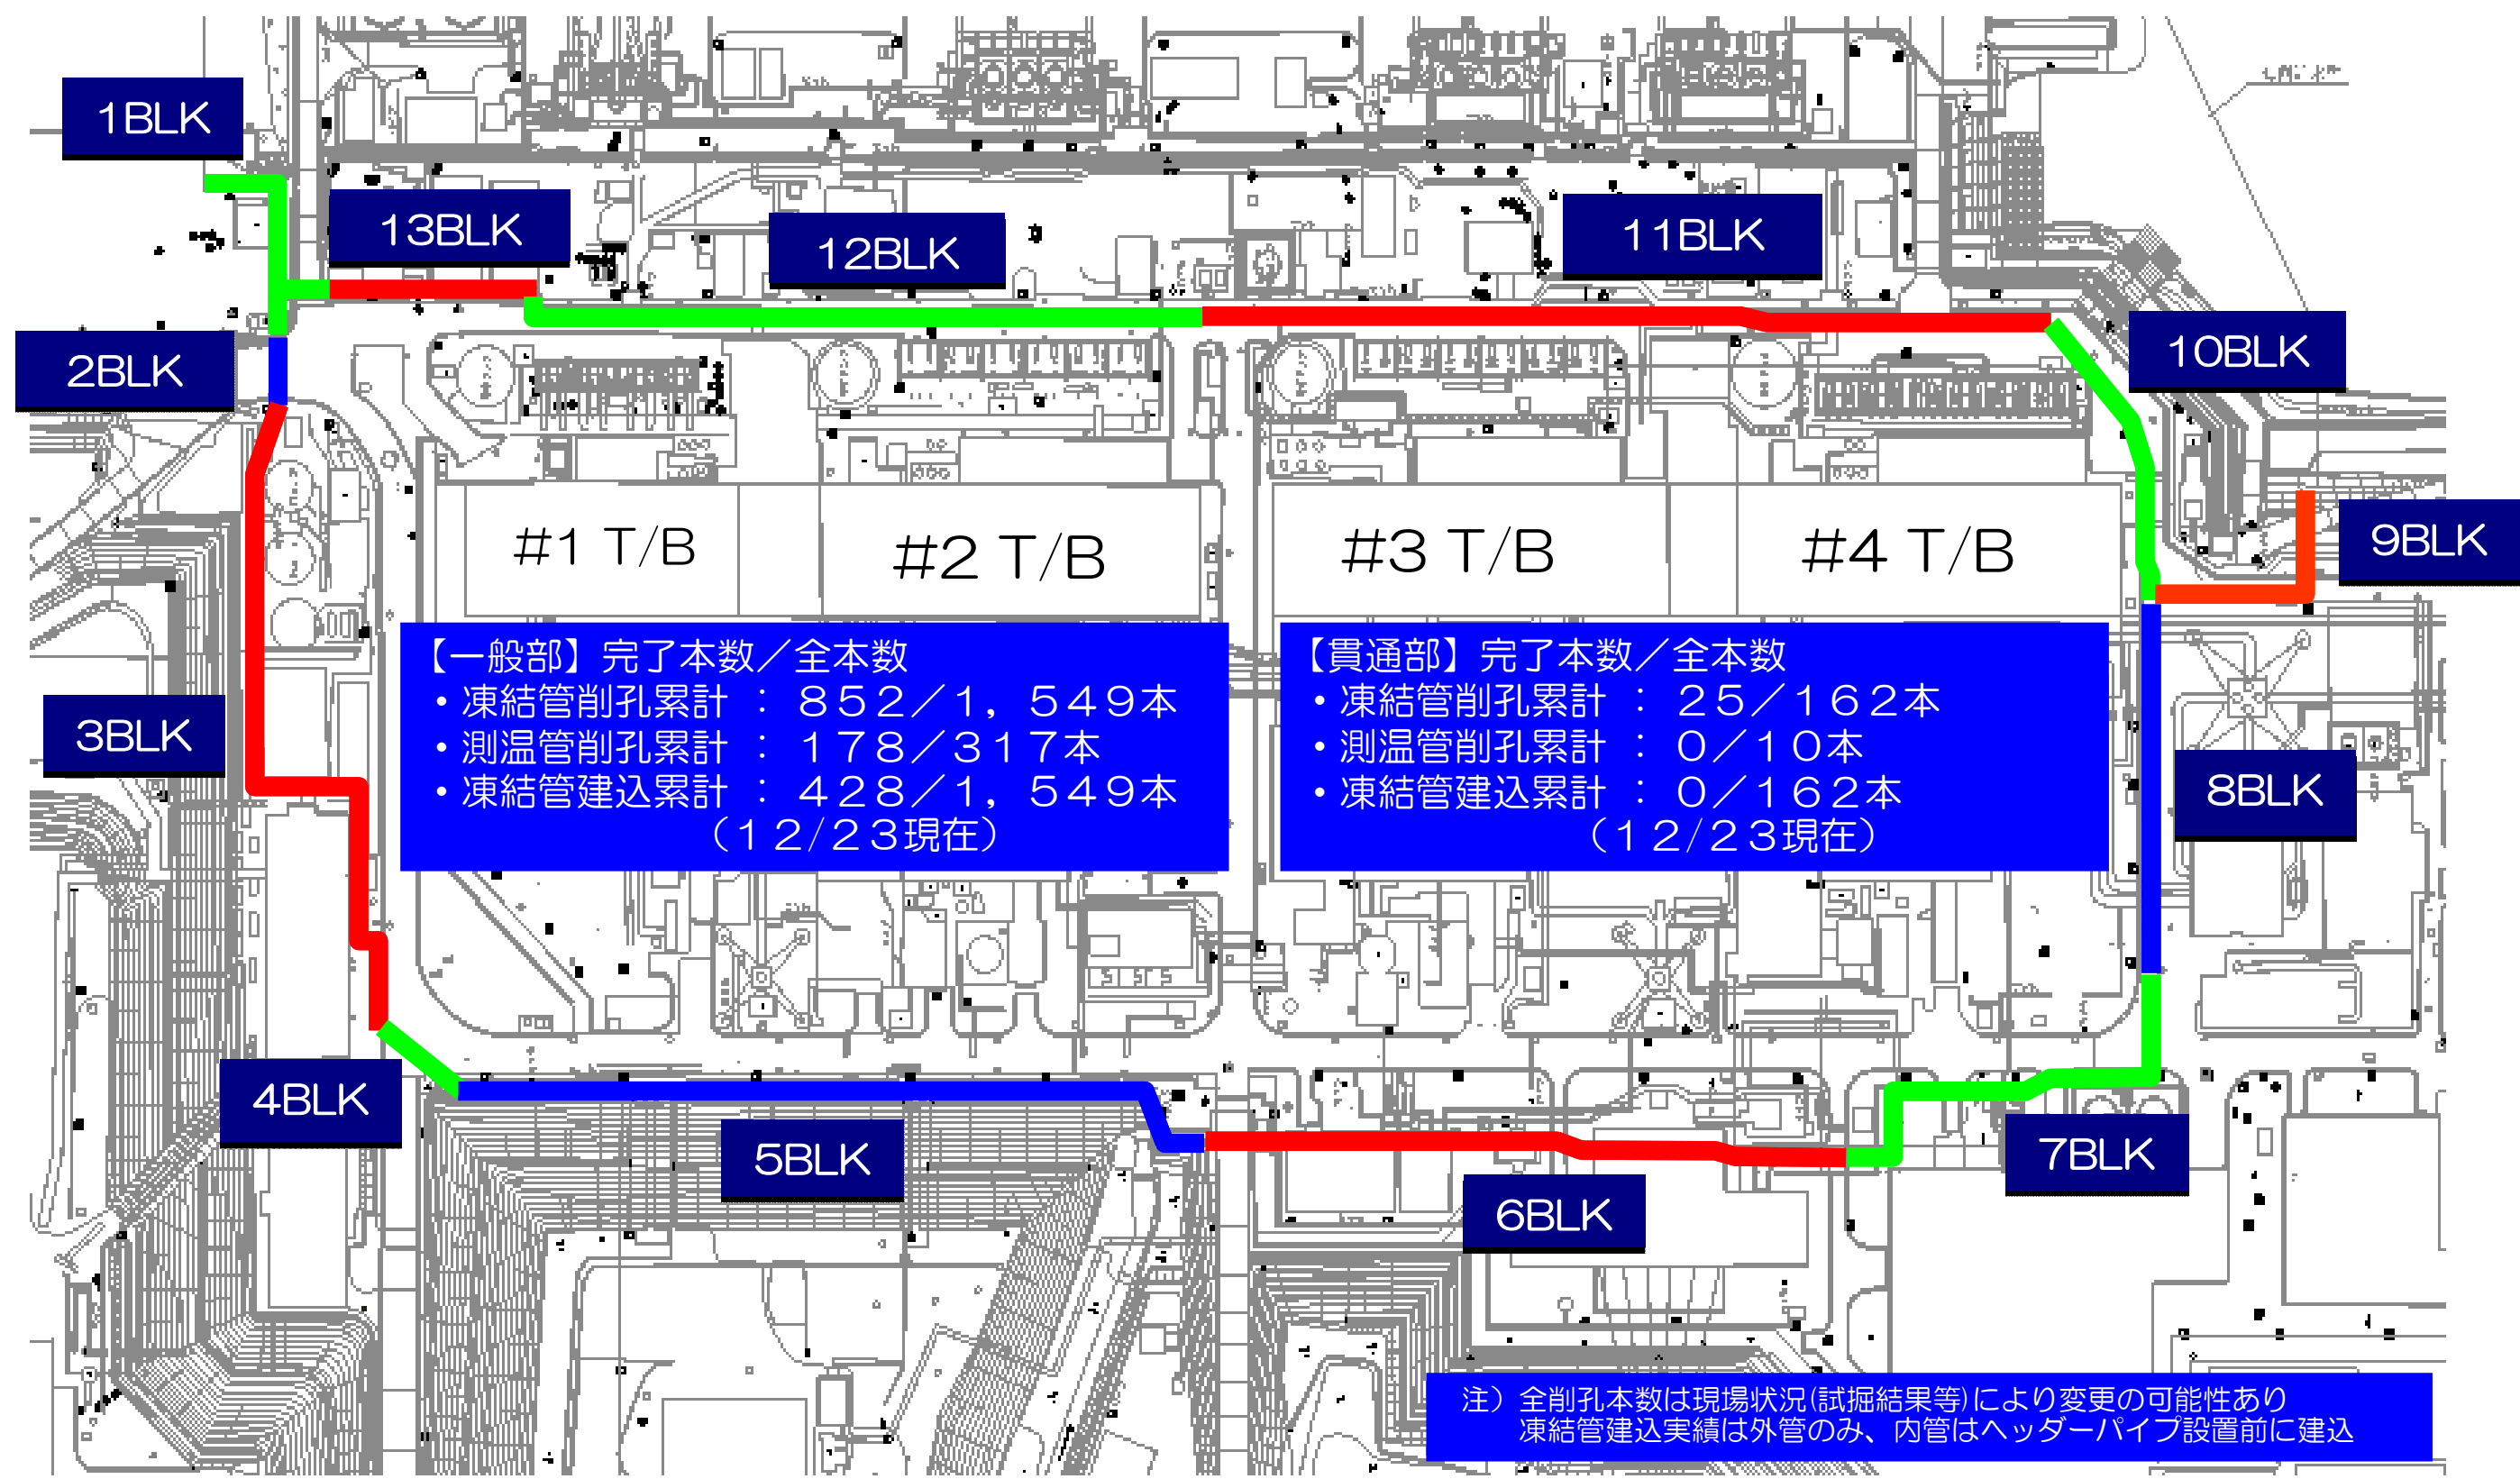 1BLK
13BLK
12BLK
11BLK
2BLK
10BLK
#1 T/B
#2 T/B
#3 T/B
#4 T/B
9BLK
【一般部】完了本数／全本数
・凍結管削孔累計 ： ８５２／１，５４９本
・測温管削孔累計 ： １７８／３１７本
・凍結管建込累計 ： ４２８／１，５４９本
（１２/２３現在）
【貫通部】完了本数／全本数
・凍結管削孔累計 ： ２５／１６２本
・測温管削孔累計 ： ０／１０本
・凍結管建込累計 ： ０／１６２本
（１２/２３現在）
3BLK
8BLK
4BLK
5BLK
7BLK
6BLK
注）全削孔本数は現場状況(試掘結果等)により変更の可能性あり
凍結管建込実績は外管のみ、内管はヘッダーパイプ設置前に建込